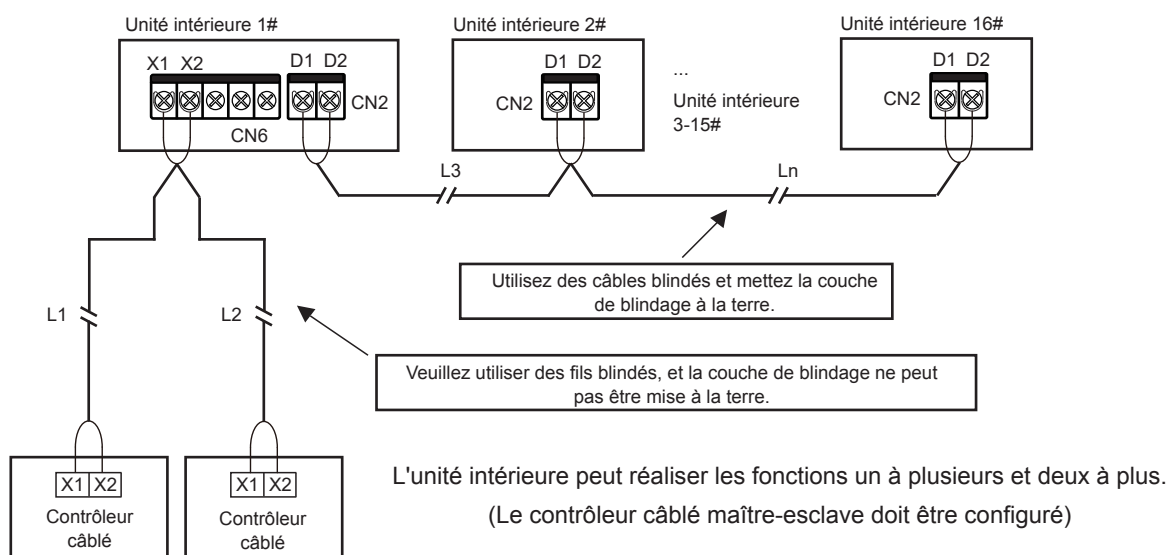 Unité intérieure 1#
Unité intérieure 2#
Unité intérieure 16#
X1 X2
D1 D2
CN2
CN6
D1 D2
CN2
...
Unité intérieure
3-15#
D1 D2
CN2
L3
Ln
Utilisez des câbles blindés et mettez la couche
de blindage à la terre.
L1
L2
Veuillez utiliser des fils blindés, et la couche de blindage ne peut
pas être mise à la terre.
X1 X2
Contrôleur
câblé
X1 X2
Contrôleur
câblé
L'unité intérieure peut réaliser les fonctions un à plusieurs et deux à plus.
(Le contrôleur câblé maître-esclave doit être configuré)